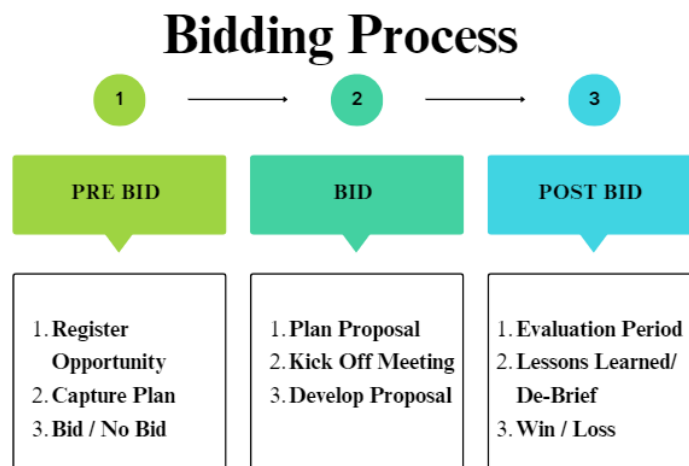 Bidding Process
1
2
3
PRE BID
BID
POST BID
1. Register
Opportunity
2. Capture Plan
3. Bid / No Bid
1. Plan Proposal
2. Kick Off Meeting
3. Develop Proposal
1. Evaluation Period
2. Lessons Learned/
De-Brief
3. Win / Loss